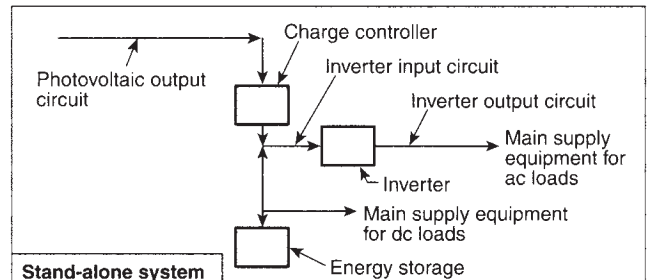 Charge controller
Photovoltaic output
circuit
Inverter input circuit
Inverter output circuit
Main supply
equipment for
ac loads
Inverter
Main supply equipment
for dc loads
Energy storage
Stand-alone system